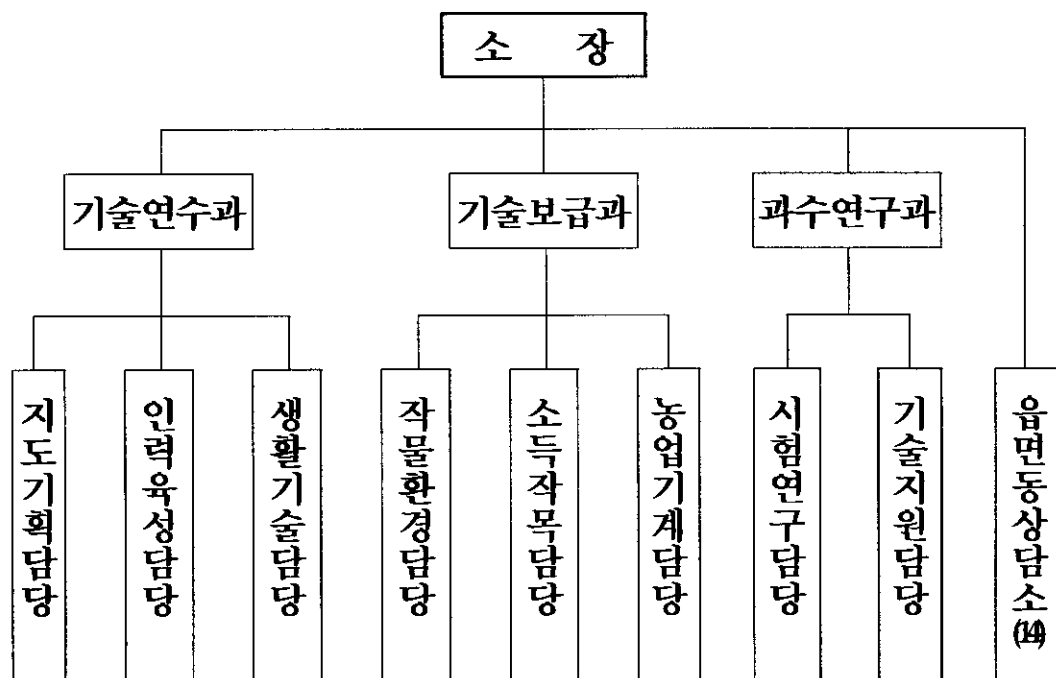 소 장
기술연수과
기술보급과
과수연구과
지도기획담당
인력육성담당
생활기술담당
작물환경담당
소득작목담당
농업기계담당
시험연구담당
기술지원담당
읍면동상담소(14)